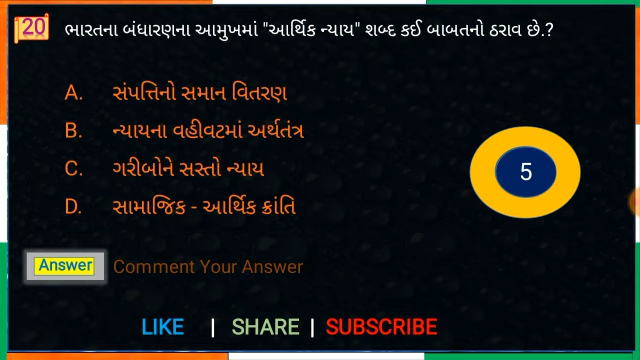 20 ભારતના બંધારણના આમુખમાં "આર્થિક ન્યાય" શબ્દ કઈ બાબતનો ઠરાવ છે.?
A. સંપત્તિનો સમાન વિતરણ
B. ન્યાયના વહીવટમાં અર્થતંત્ર
C. ગરીબોને સસ્તો ન્યાય
D. સામાજિક - આર્થિક ક્રાંતિ
5
Answer Comment Your Answer
LIKE | SHARE | SUBSCRIBE